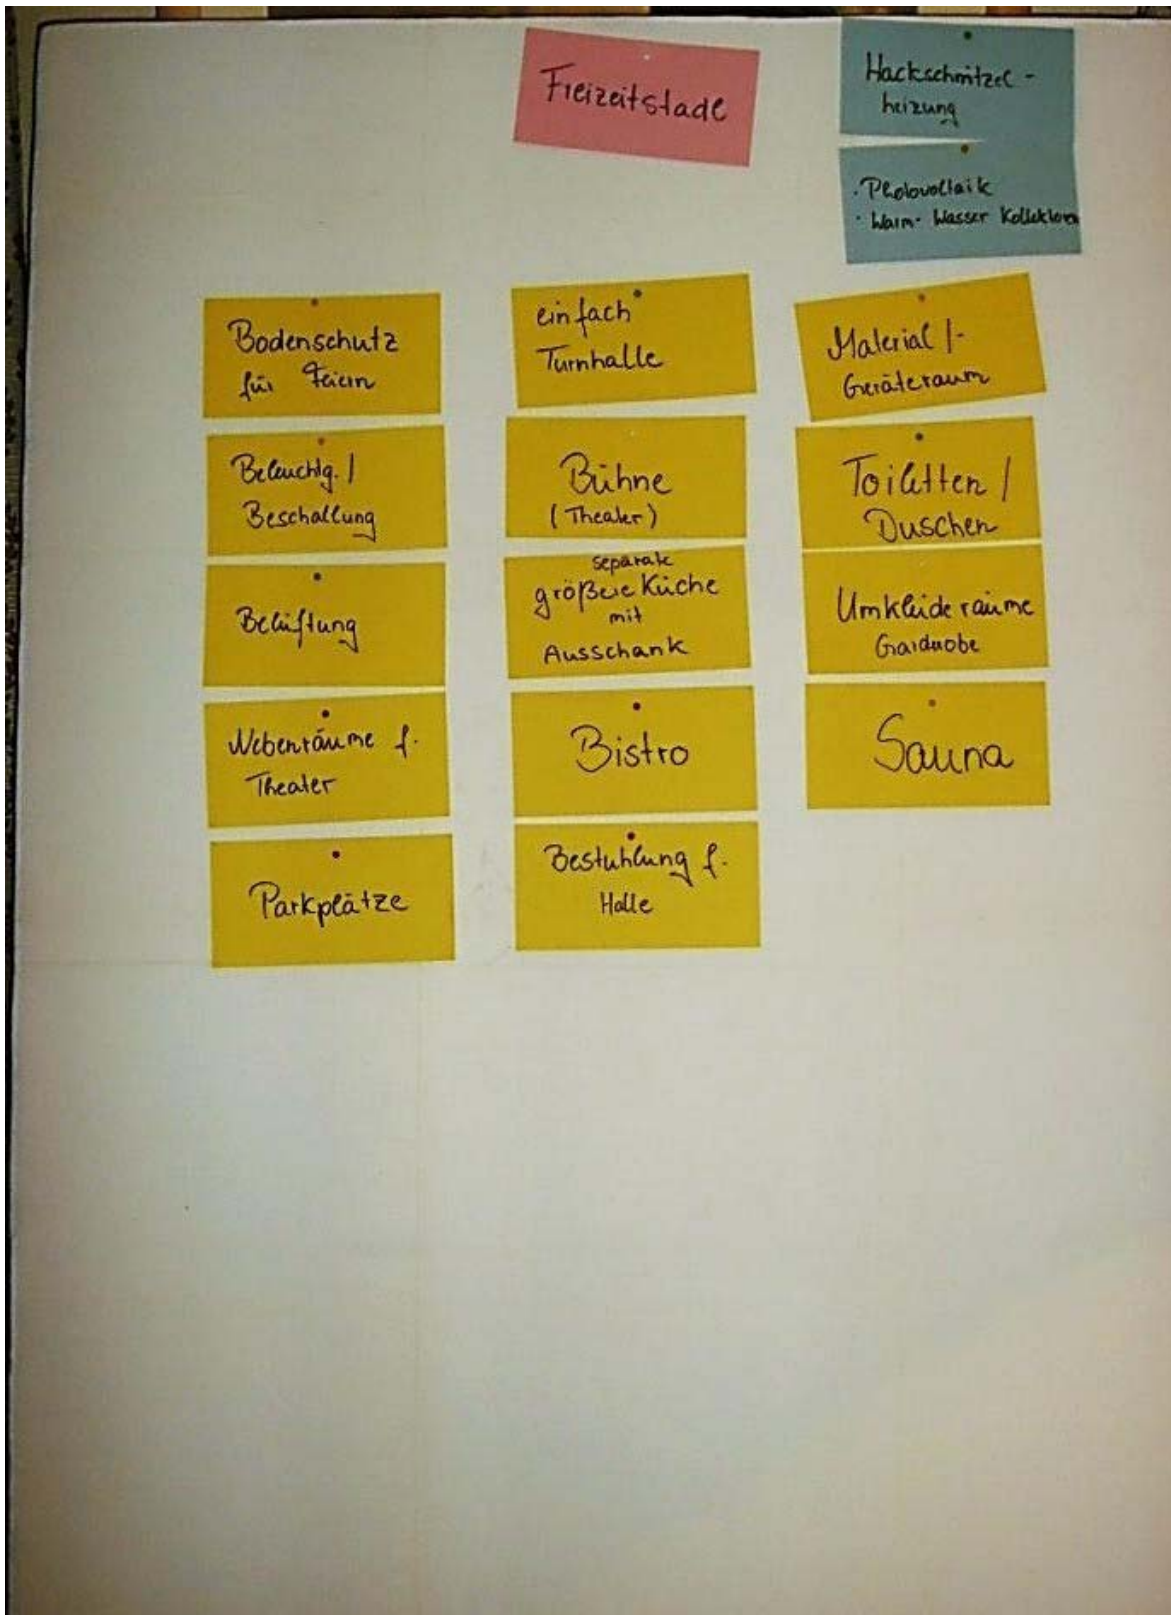 Freizeitstadl
Hackschnitzel-
heizung
· Photovoltaik
· Warm-Wasser Kollektoren
Bodenschutz
für Feiern
Beleuchtg. /
Beschallung
Belüftung
Nebenräume f.
Theater
Parkplätze
einfach
Turnhalle
Bühne
(Theater)
separate
größere Küche
mit
Ausschank
Bistro
Bestuhlung f.
Halle
Material /-
Geräteraum
Toiletten /
Duschen
Umkleideräume
Garderobe
Sauna